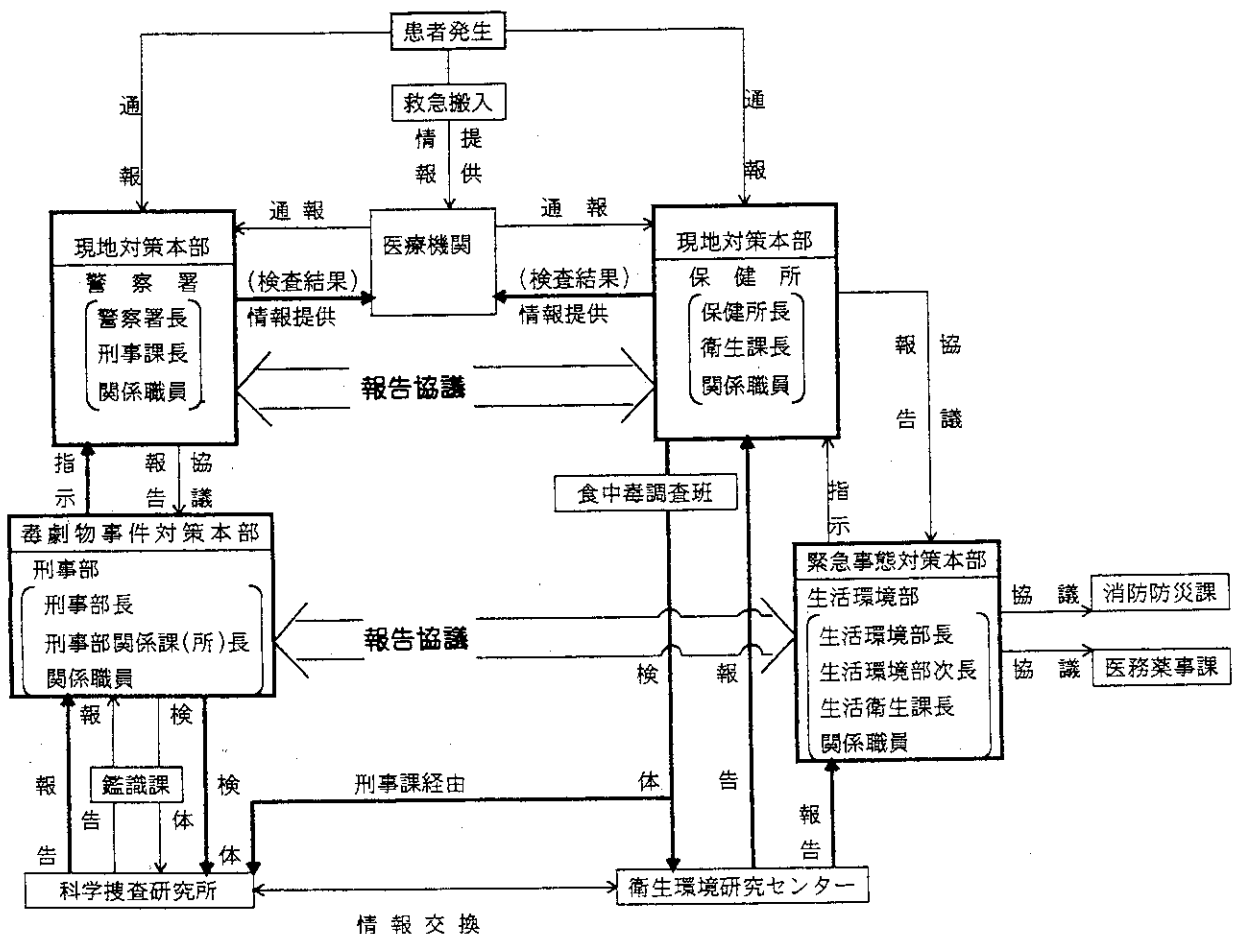 患者発生
救急搬入
通報
情報提供
通報
通報
通報
医療機関
現地対策本部
警察署
警察署長
刑事課長
関係職員
(検査結果)
情報提供
(検査結果)
情報提供
現地対策本部
保健所
保健所長
衛生課長
関係職員
報告協議
報告
協議
指示
報告
協議
食中毒調査班
指示
毒劇物事件対策本部
刑事部
刑事部長
刑事部関係課(所)長
関係職員
報告協議
緊急事態対策本部
生活環境部
生活環境部長
生活環境部次長
生活衛生課長
関係職員
協議
消防防災課
協議
医務薬事課
報告
報告
鑑識課
検体
検体
刑事課経由
検体
報告
報告
科学捜査研究所
衛生環境研究センター
情報交換